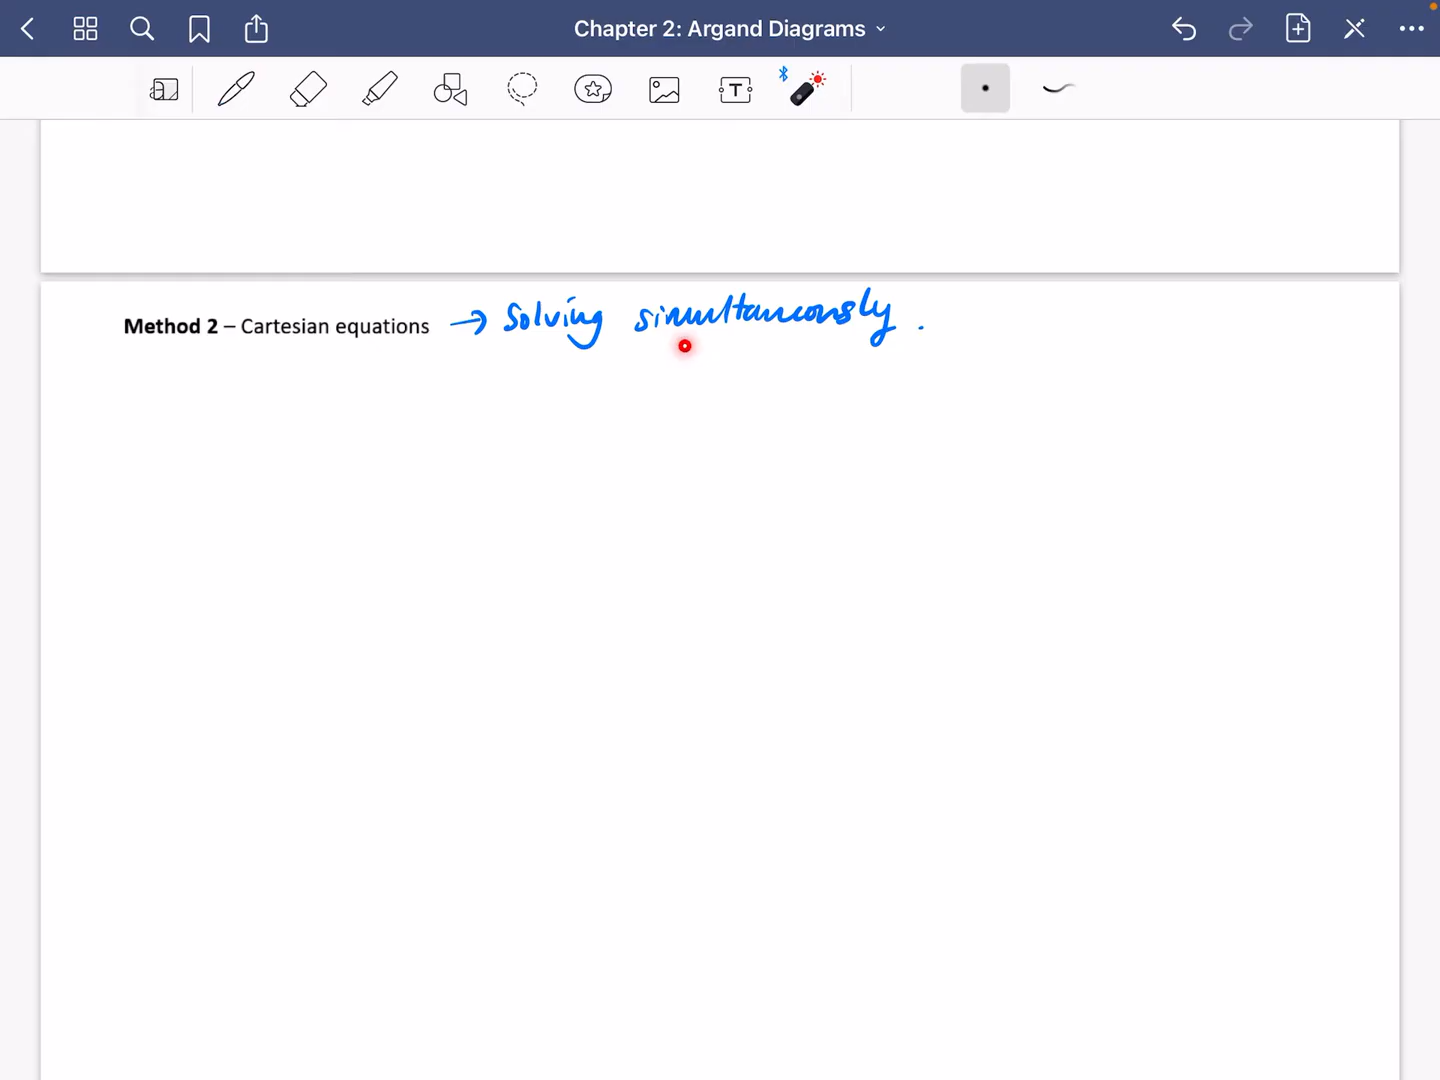 Chapter 2: Argand Diagrams
Method 2 – Cartesian equations → Solving simultaneously.